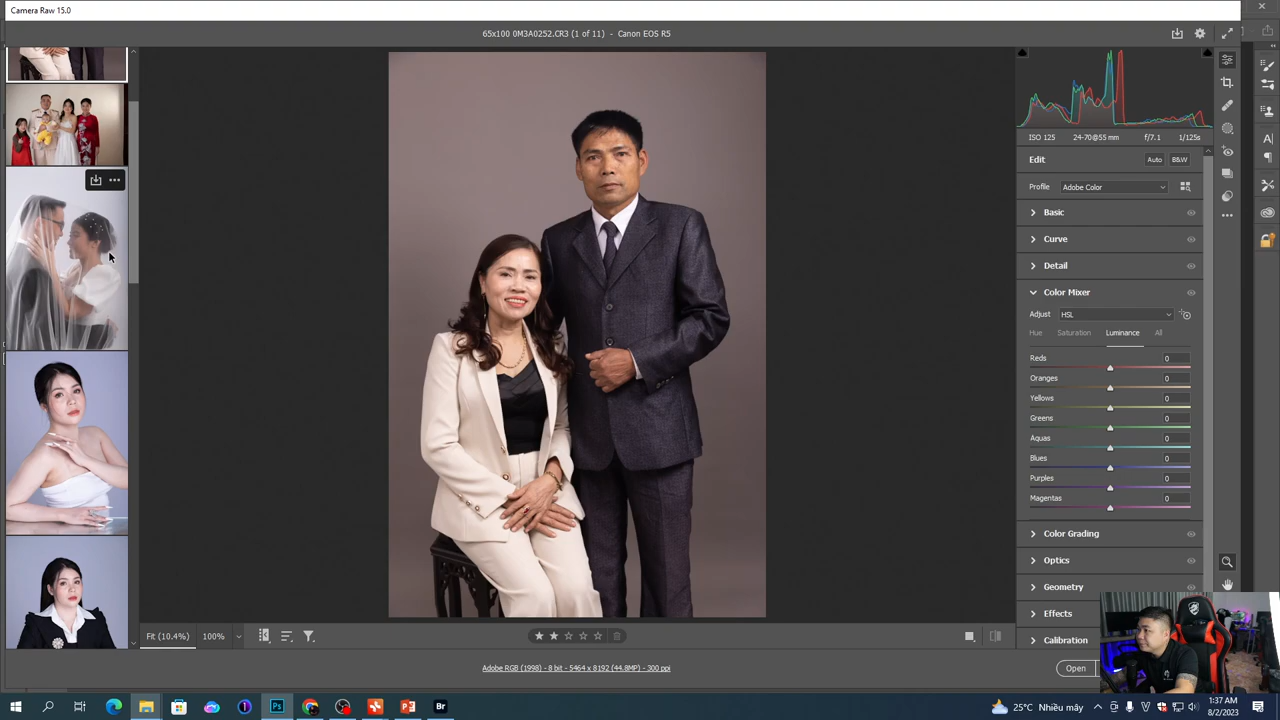 Camera Raw 15.0
65x100 0M3A0252.CR3 (1 of 11) - Canon EOS R5
ISO 125 24-70@55 mm f/7.1 1/125s
Edit Auto B&W
Profile Adobe Color
Basic
Curve
Detail
Color Mixer
Adjust HSL
Hue Saturation Luminance All
Reds 0
Oranges 0
Yellows 0
Greens 0
Aquas 0
Blues 0
Purples 0
Magentas 0
Color Grading
Optics
Geometry
Effects
Calibration
Fit (10.4%) 100%
Adobe RGB (1998) - 8 bit - 5464 x 8192 (44.8MP) - 300 ppi
Open
Ps Br
25°C Nhiều mây
1:37 AM
8/2/2023